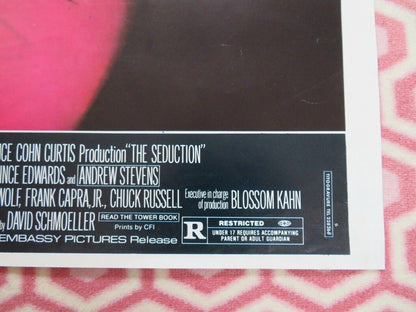 ICE COHN CURTIS Production "THE SEDUCTION"
INCE EDWARDS and ANDREW STEVENS
WOLF, FRANK CAPRA, JR., CHUCK RUSSELL Executive in charge of production BLOSSOM KAHN
by DAVID SCHMOELLER READ THE TOWER BOOK Prints by CFI
EMBASSY PICTURES Release
R RESTRICTED
UNDER 17 REQUIRES ACCOMPANYING
PARENT OR ADULT GUARDIAN